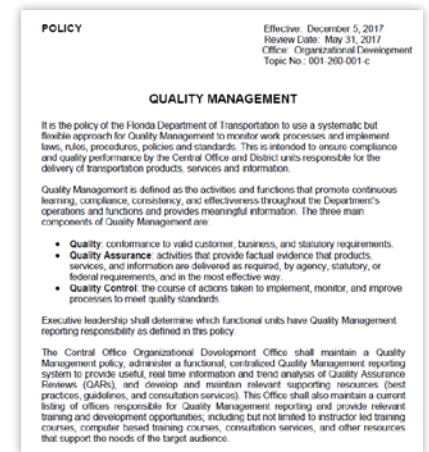 POLICY
Effective: December 5, 2017
Review Date: May 31, 2017
Office: Organizational Development
Topic No.: 001-260-001-c
QUALITY MANAGEMENT
It is the policy of the Florida Department of Transportation to use a systematic but
flexible approach for Quality Management to monitor work processes and implement
laws, rules, procedures, policies and standards. This is intended to ensure compliance
and quality performance by the Central Office and District units responsible for the
delivery of transportation products, services and information.
Quality Management is defined as the activities and functions that promote continuous
learning, compliance, consistency, and effectiveness throughout the Department's
operations and functions and provides meaningful information. The three main
components of Quality Management are:
• Quality: conformance to valid customer, business, and statutory requirements.
• Quality Assurance: activities that provide factual evidence that products,
services, and information are delivered as required, by agency, statutory, or
federal requirements, and in the most effective way.
• Quality Control: the course of actions taken to implement, monitor, and improve
processes to meet quality standards.
Executive leadership shall determine which functional units have Quality Management
reporting responsibility as defined in this policy.
The Central Office Organizational Development Office shall maintain a Quality
Management policy, administer a functional, centralized Quality Management reporting
system to provide useful, real time information and trend analysis of Quality Assurance
Reviews (QARs), and develop and maintain relevant supporting resources (best
practices, guidelines, and consultation services). This Office shall also maintain a current
listing of offices responsible for Quality Management reporting and provide relevant
training and development opportunities; including but not limited to instructor led training
courses, computer based training courses, consultation services, and other resources
that support the needs of the target audience.